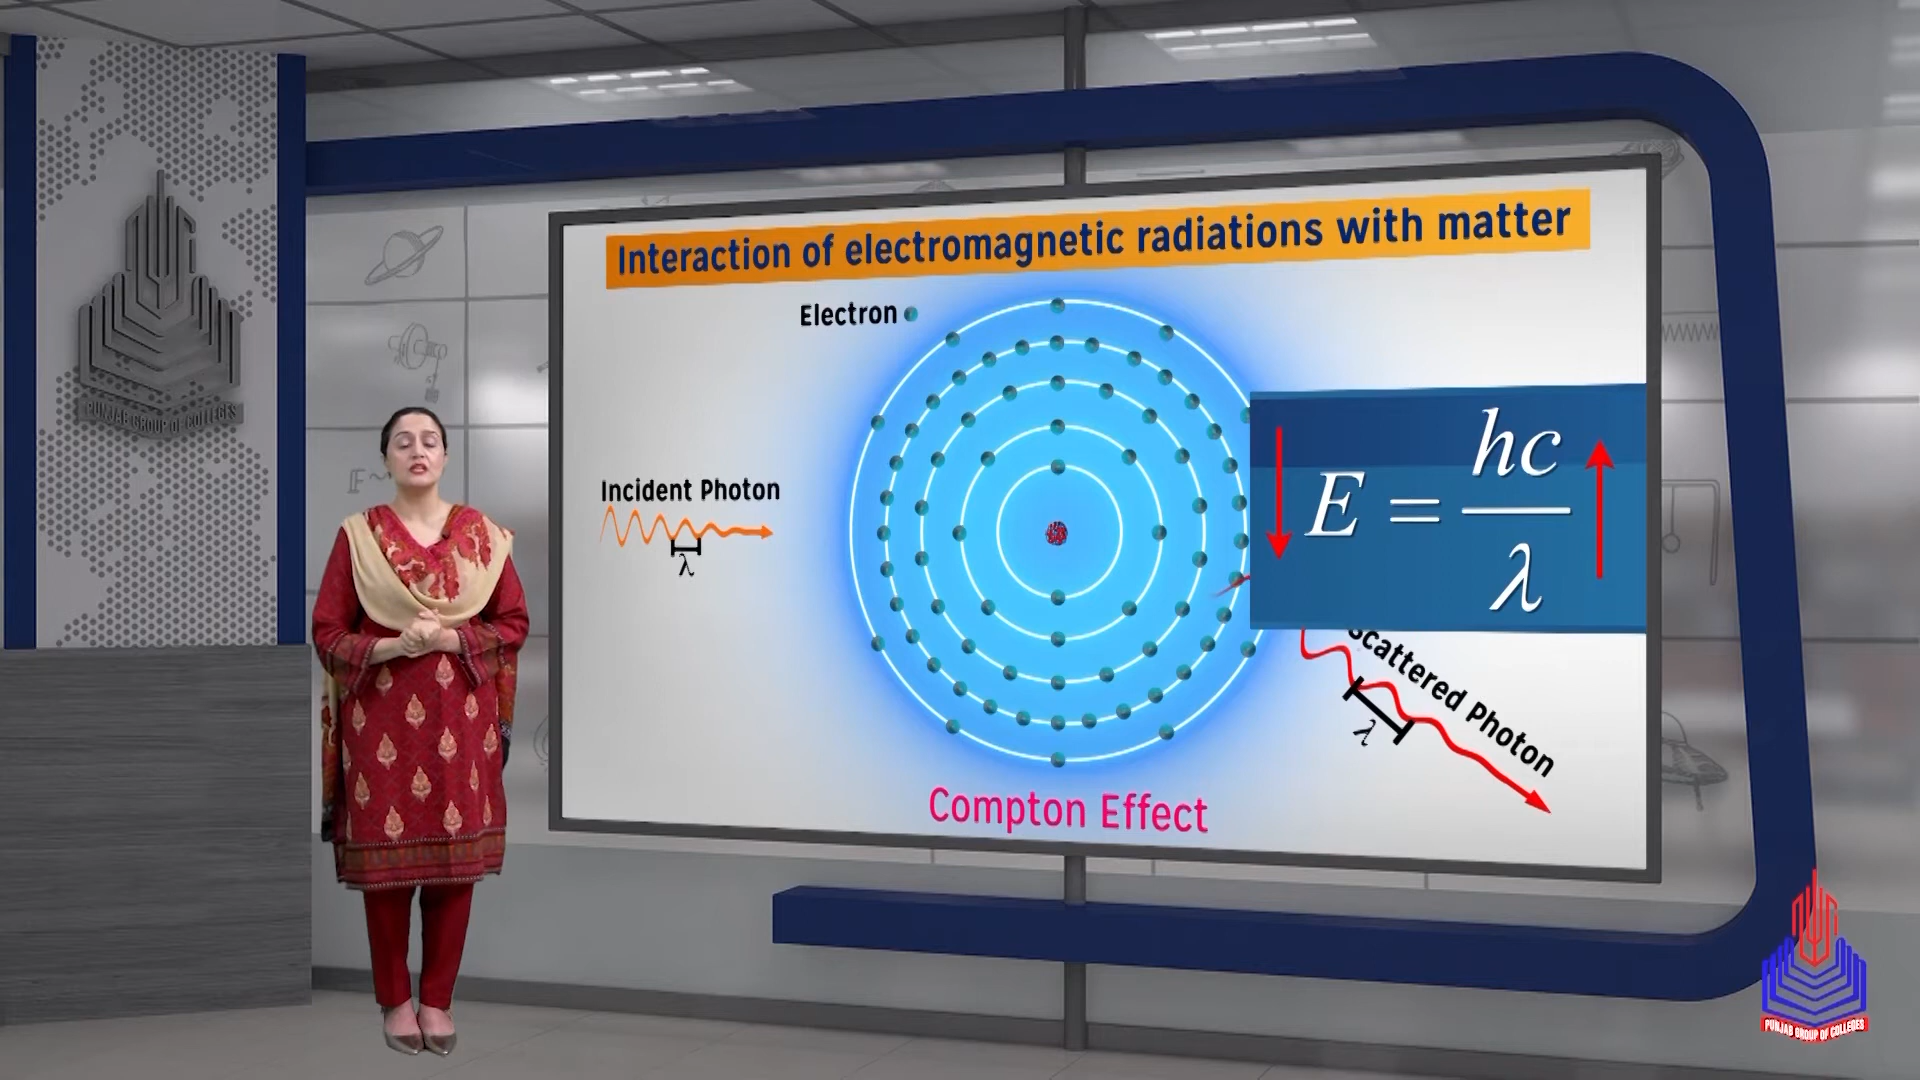 PUNJAB GROUP OF COLLEGES
Interaction of electromagnetic radiations with matter
Electron
Incident Photon
λ
E = hc/λ
Scattered Photon
λ
Compton Effect
PUNJAB GROUP OF COLLEGES